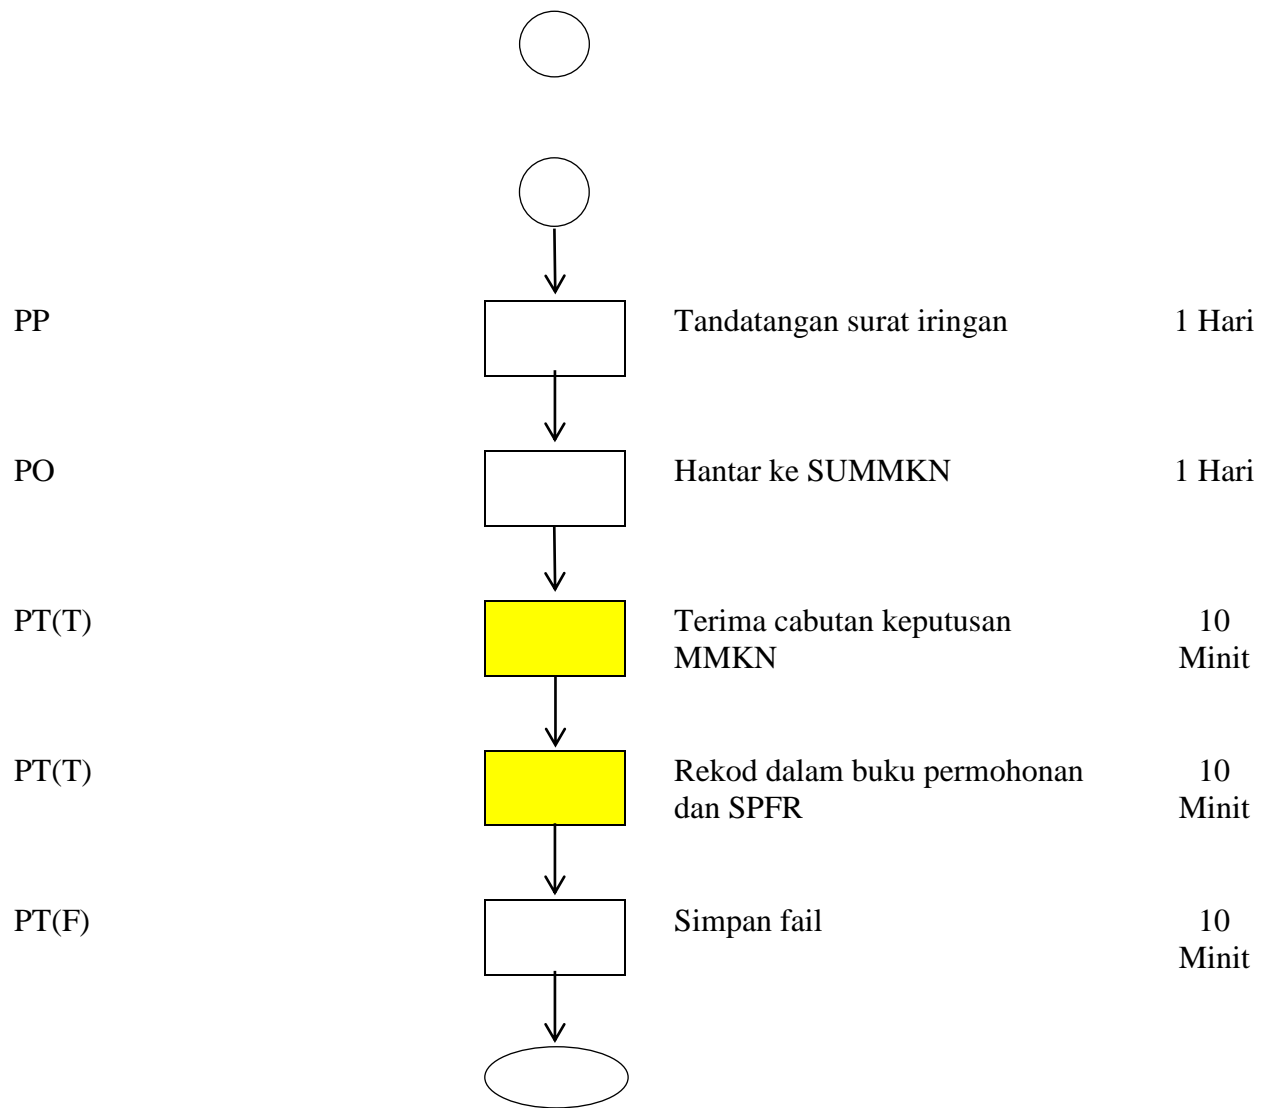 PP Tandatangan surat iringan 1 Hari
PO Hantar ke SUMMKN 1 Hari
PT(T) Terima cabutan keputusan 10
MMKN Minit
PT(T) Rekod dalam buku permohonan 10
dan SPFR Minit
PT(F) Simpan fail 10
Minit